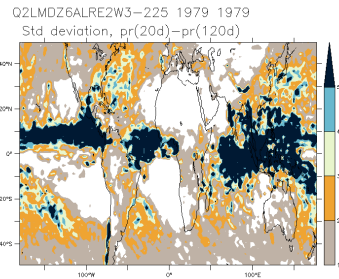 Q2LMDZ6ALRE2W3-225 1979 1979
Std deviation, pr(20d)-pr(120d)
40°N
20°N
0°
20°S
40°S
100°W 0° 100°E
5
4
3
2
1